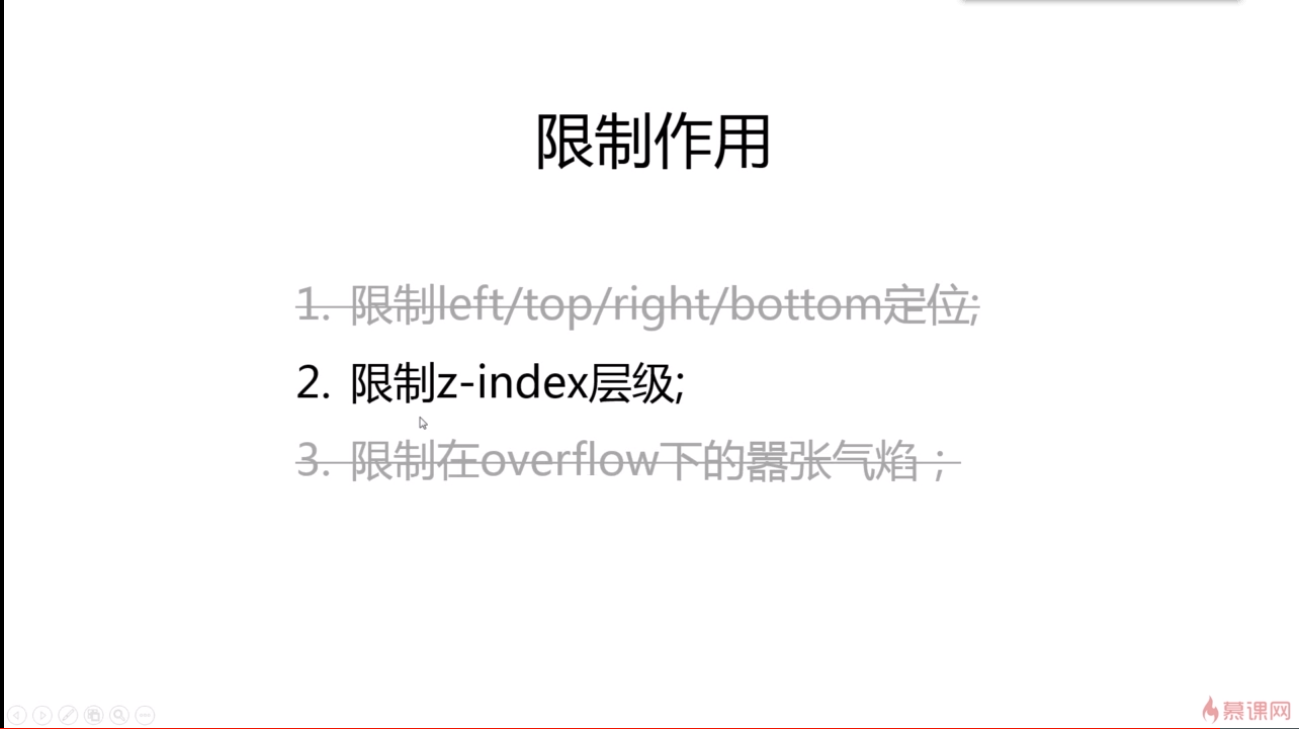 限制作用
1. 限制left/top/right/bottom定位;
2. 限制z-index层级;
3. 限制在overflow下的嚣张气焰；
慕课网